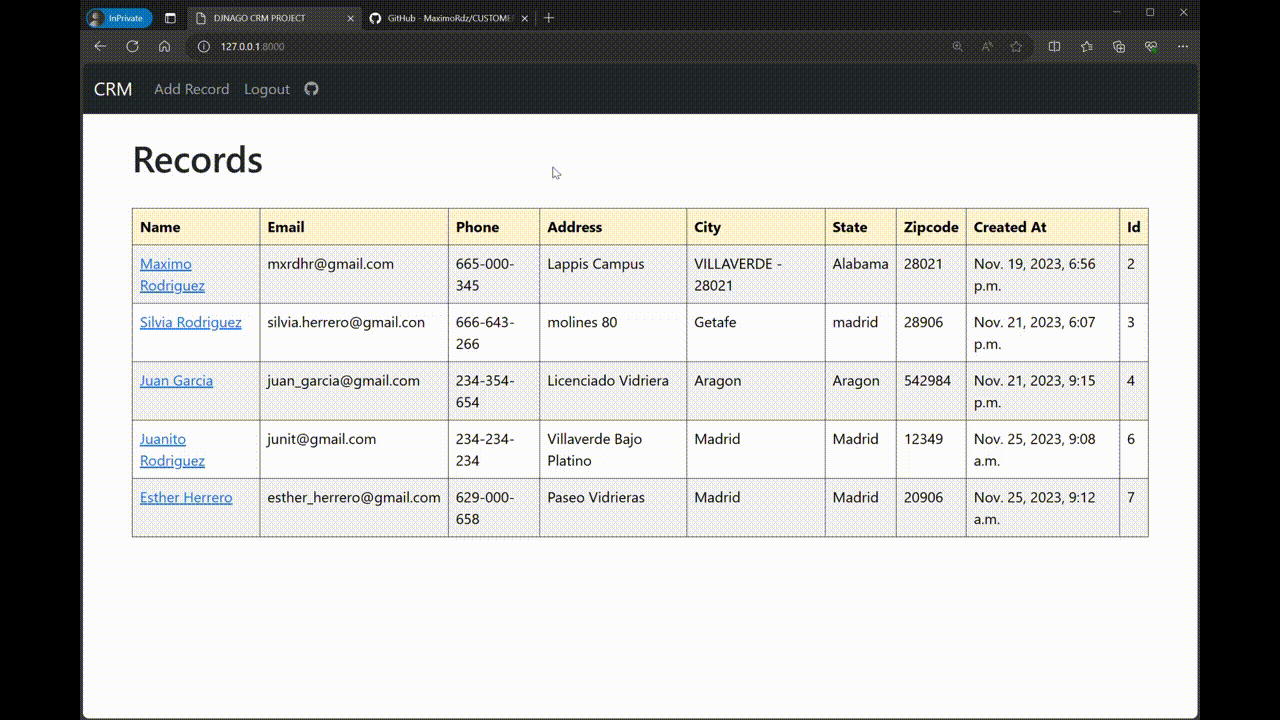 InPrivate
DJNAGO CRM PROJECT
GitHub - MaximoRdz/CUSTOME
127.0.0.1:8000
CRM Add Record Logout
Records
Name Email Phone Address City State Zipcode Created At Id
Maximo Rodriguez mxrdhr@gmail.com 665-000-345 Lappis Campus VILLAVERDE - 28021 Alabama 28021 Nov. 19, 2023, 6:56 p.m. 2
Silvia Rodriguez silvia.herrero@gmail.con 666-643-266 molines 80 Getafe madrid 28906 Nov. 21, 2023, 6:07 p.m. 3
Juan Garcia juan_garcia@gmail.com 234-354-654 Licenciado Vidriera Aragon Aragon 542984 Nov. 21, 2023, 9:15 p.m. 4
Juanito Rodriguez junit@gmail.com 234-234-234 Villaverde Bajo Platino Madrid Madrid 12349 Nov. 25, 2023, 9:08 a.m. 6
Esther Herrero esther_herrero@gmail.com 629-000-658 Paseo Vidrieras Madrid Madrid 20906 Nov. 25, 2023, 9:12 a.m. 7